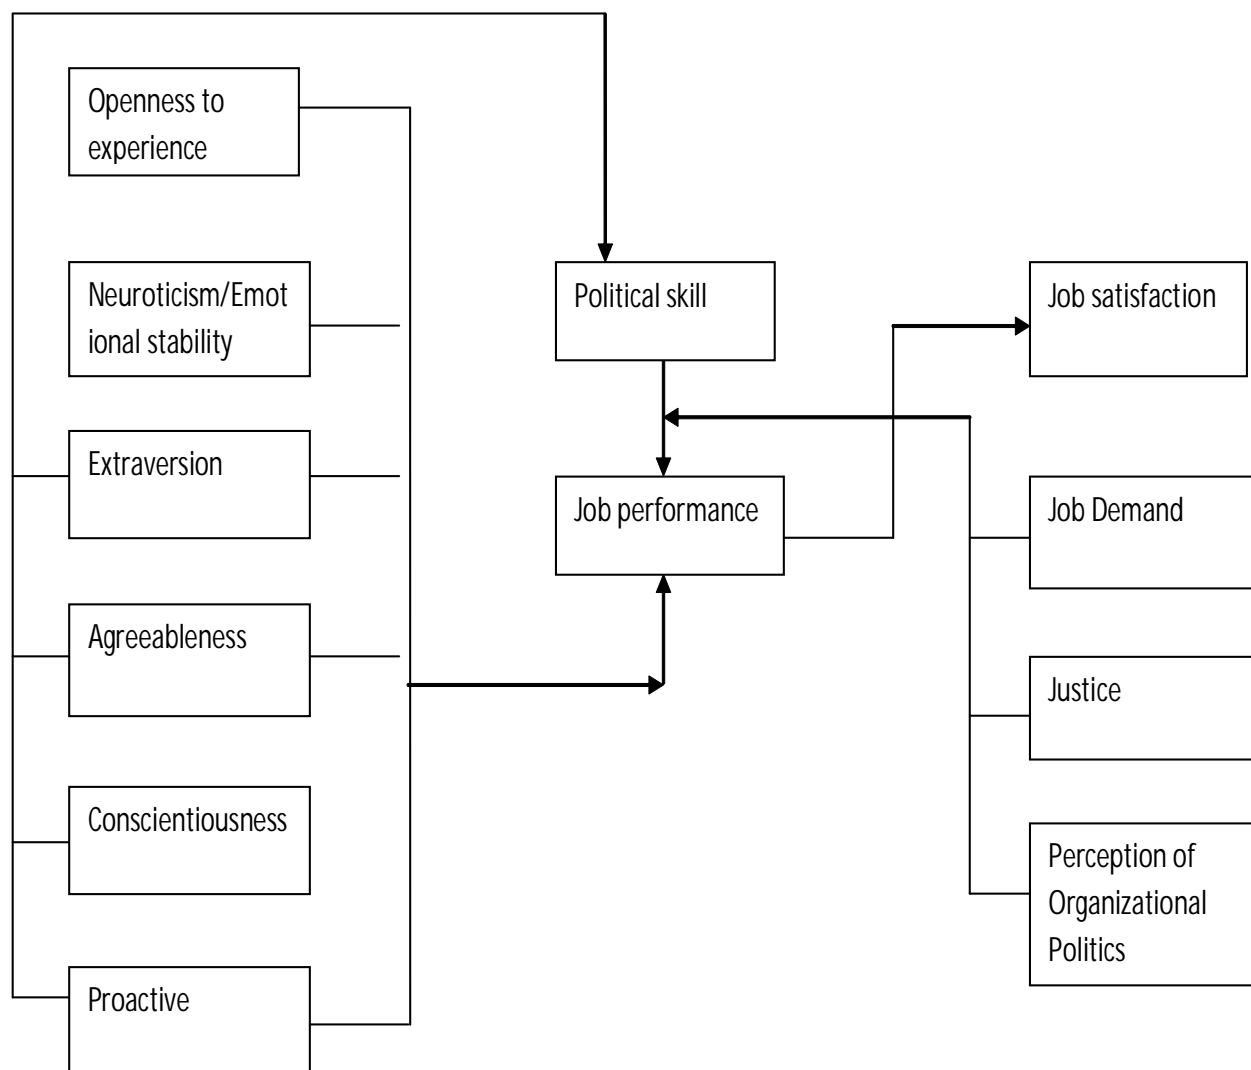 Openness to
experience
Neuroticism/Emot
ional stability
Extraversion
Agreeableness
Conscientiousness
Proactive
Political skill
Job performance
Job satisfaction
Job Demand
Justice
Perception of
Organizational
Politics